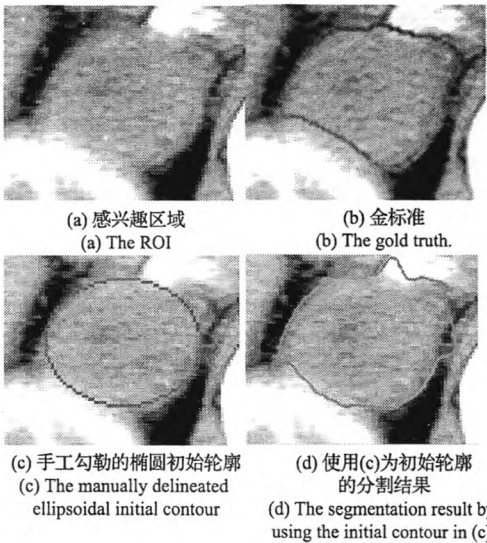 (a) 感兴趣区域
(a) The ROI
(b) 金标准
(b) The gold truth.
(c) 手工勾勒的椭圆初始轮廓
(c) The manually delineated
ellipsoidal initial contour
(d) 使用(c)为初始轮廓
的分割结果
(d) The segmentation result by
using the initial contour in (c)